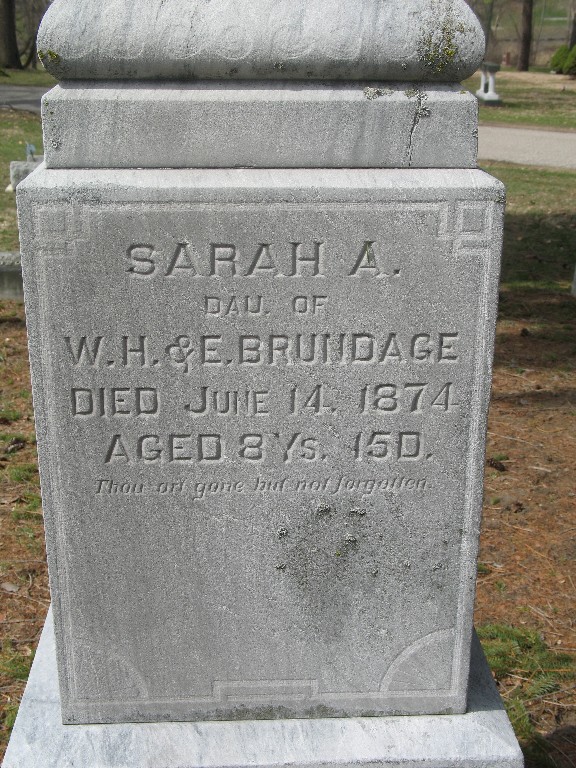 SARAH A.
DAU. OF
W.H. & E. BRUNDAGE
DIED JUNE 14. 1874
AGED 8 Ys. 15 D.
Thou art gone but not forgotten.